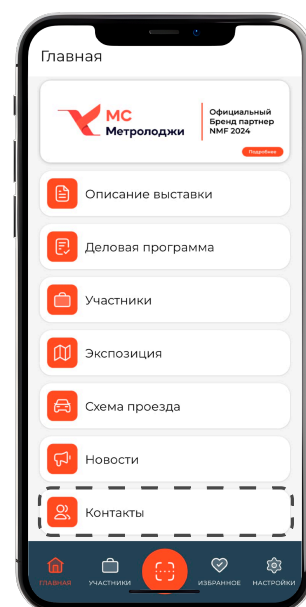 Главная
МС
Метролоджи
Официальный
Бренд партнер
NMF 2024
Подробнее
Описание выставки
Деловая программа
Участники
Экспозиция
Схема проезда
Новости
Контакты
ГЛАВНАЯ УЧАСТНИКИ ИЗБРАННОЕ НАСТРОЙКИ